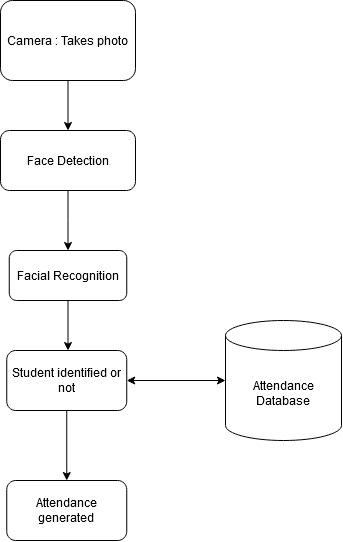 Camera : Takes photo
Face Detection
Facial Recognition
Student identified or
not
Attendance
Database
Attendance
generated